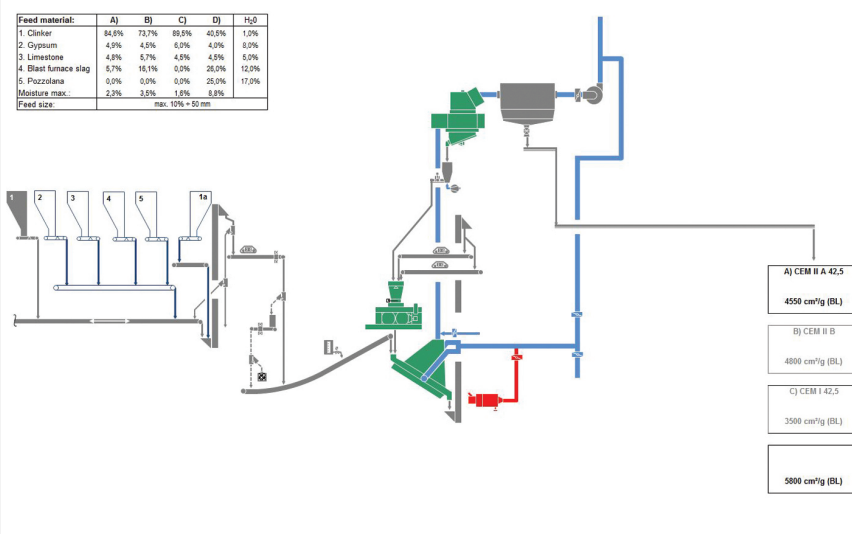 Feed material: A) B) C) D) H₂0
1. Clinker 84,6% 73,7% 89,5% 40,5% 1,0%
2. Gypsum 4,9% 4,5% 6,0% 4,0% 8,0%
3. Limestone 4,8% 5,7% 4,5% 4,5% 5,0%
4. Blast furnace slag 5,7% 16,1% 0,0% 26,0% 12,0%
5. Pozzolana 0,0% 0,0% 0,0% 25,0% 17,0%
Moisture max.: 2,3% 3,5% 1,6% 8,8%
Feed size: max. 10% + 50 mm
1 2 3 4 5 1a
A) CEM II A 42,5
4550 cm²/g (BL)
B) CEM II B
4800 cm²/g (BL)
C) CEM I 42,5
3500 cm²/g (BL)
5800 cm²/g (BL)